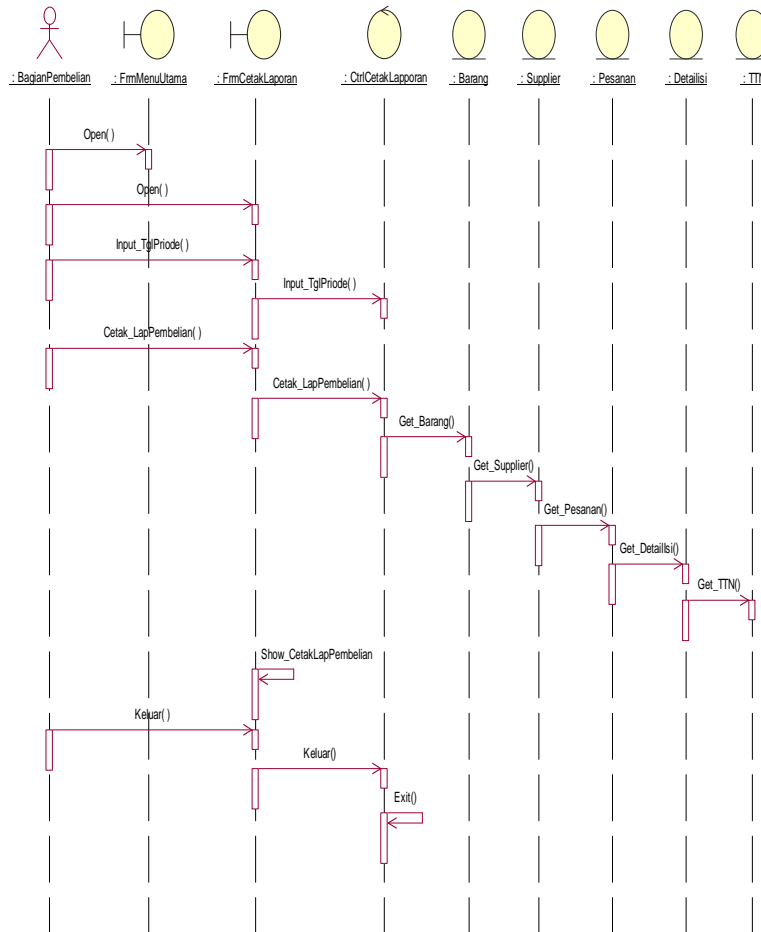 : BagianPembelian
: FrmMenuUtama
: FrmCetakLaporan
: CtrlCetakLapporan
: Barang
: Supplier
: Pesanan
: Detailisi
: TTN
Open( )
Open( )
Input_TglPriode( )
Input_TglPriode( )
Cetak_LapPembelian( )
Cetak_LapPembelian( )
Get_Barang()
Get_Supplier()
Get_Pesanan()
Get_DetailIsi()
Get_TTN()
Show_CetakLapPembelian
Keluar( )
Keluar()
Exit()